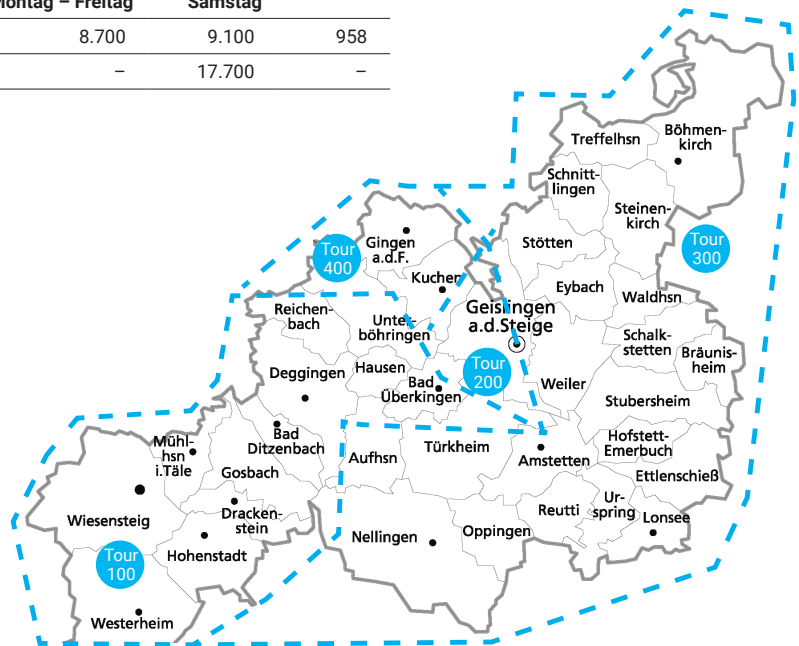 Montag – Freitag Samstag
8.700 9.100 958
– 17.700 –
Treffelhsn
Böhmen-
kirch
Schnitt-
lingen
Steinen-
kirch
Tour
300
Stötten
Gingen
a.d.F.
Tour
400
Kuchen
Eybach
Waldhsn
Geislingen
a.d.Steige
Reichen-
bach
Unter-
böhringen
Schalk-
stetten
Bräunis-
heim
Hausen
Deggingen
Bad
Überkingen
Tour
200
Weiler
Stubersheim
Mühl-
hsn
i.Täle
Bad
Ditzenbach
Aufhsn
Türkheim
Amstetten
Hofstett-
Emerbuch
Gosbach
Ettlenschieß
Wiesensteig
Dracken-
stein
Reutti
Ur-
spring
Lonsee
Nellingen
Oppingen
Hohenstadt
Tour
100
Westerheim